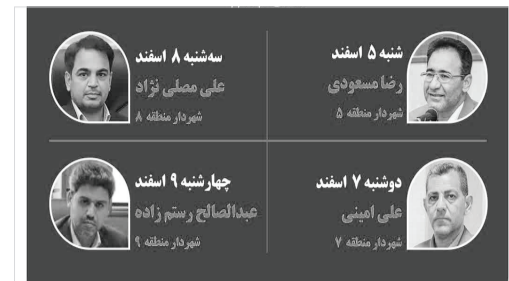 شنبه ۵ اسفند
رضا مسعودی
شهردار منطقه ۵
سه‌شنبه ۸ اسفند
علی مصلی نژاد
شهردار منطقه ۸
دوشنبه ۷ اسفند
علی امینی
شهردار منطقه ۷
چهارشنبه ۹ اسفند
عبدالصالح رستم زاده
شهردار منطقه ۹